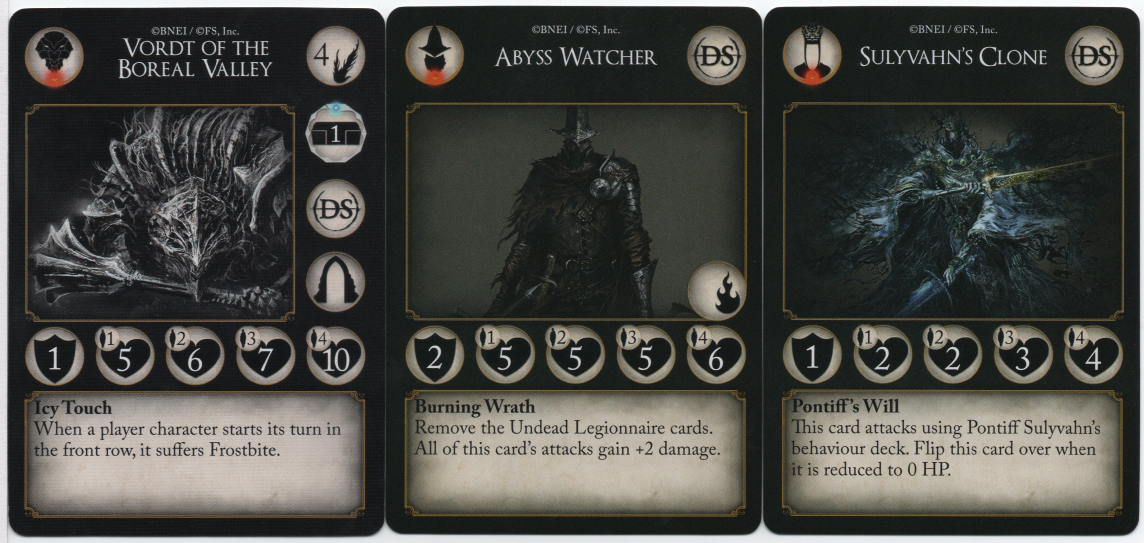 ©BNEI / ©FS, Inc.
VORDT OF THE
BOREAL VALLEY
4
1
DS
1
1
5
2
6
3
7
4
10
Icy Touch
When a player character starts its turn in
the front row, it suffers Frostbite.
©BNEI / ©FS, Inc.
ABYSS WATCHER
DS
2
1
5
2
5
3
5
4
6
Burning Wrath
Remove the Undead Legionnaire cards.
All of this card's attacks gain +2 damage.
©BNEI / ©FS, Inc.
SULYVAHN'S CLONE
DS
1
1
2
2
2
3
3
4
4
Pontiff's Will
This card attacks using Pontiff Sulyvahn's
behaviour deck. Flip this card over when
it is reduced to 0 HP.